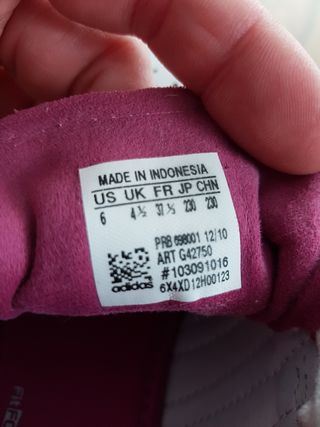 MADE IN INDONESIA
US UK FR JP CHN
6 4½ 37⅓ 230 230
PRB 698001 12/10
ART G42750
#103091016
adidas 6X4XD12H00123